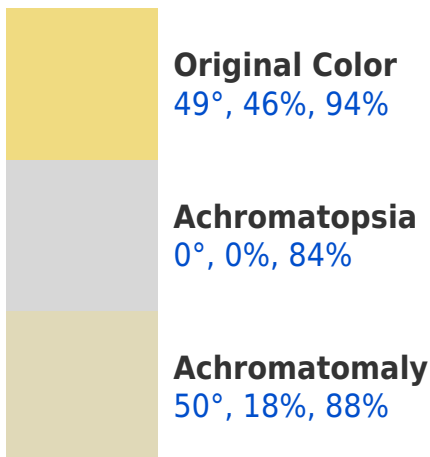 Original Color
49°, 46%, 94%
Achromatopsia
0°, 0%, 84%
Achromatomaly
50°, 18%, 88%